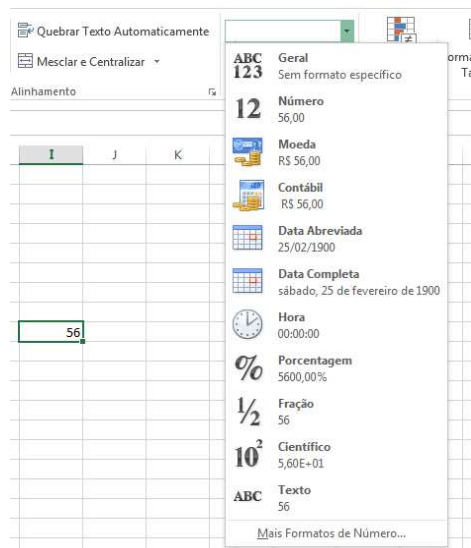 Quebrar Texto Automaticamente
Mesclar e Centralizar
Alinhamento
I J K
56
ABC
123
Geral
Sem formato específico
12
Número
56,00
Moeda
R$ 56,00
Contábil
R$ 56,00
Data Abreviada
25/02/1900
Data Completa
sábado, 25 de fevereiro de 1900
Hora
00:00:00
%
Porcentagem
5600,00%
½
Fração
56
10²
Científico
5,60E+01
ABC
Texto
56
Mais Formatos de Número...